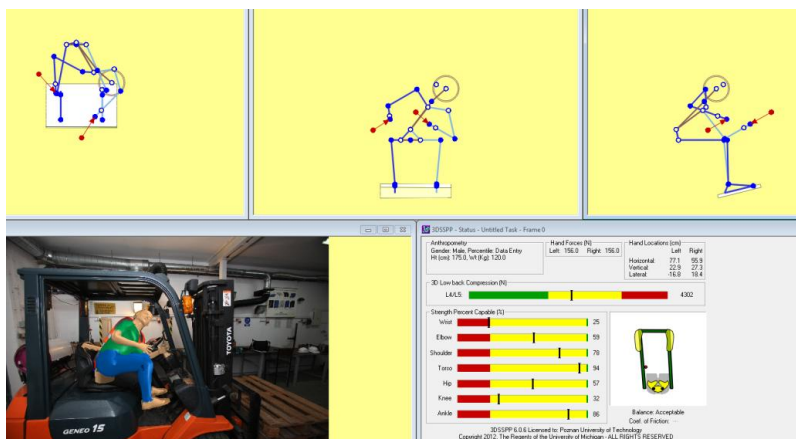 TOYOTA
GENEO 15
3DSSPP - Status - Untitled Task - Frame 0
Anthropometry
Gender: Male, Percentile: Data Entry
Ht (cm): 175.0, Wt (Kg): 120.0
Hand Forces (N)
Left: 156.0 Right: 156.0
Hand Locations (cm)
Left Right
Horizontal: 77.1 55.9
Vertical: 22.9 27.3
Lateral: -16.8 18.4
3D Low back Compression (N)
L4/L5: 4302
Strength Percent Capable (%)
Wrist 25
Elbow 59
Shoulder 78
Torso 94
Hip 57
Knee 32
Ankle 86
Balance: Acceptable
Coef. of Friction: --
3DSSPP 6.0.6 Licensed to: Poznan University of Technology
Copyright 2012, The Regents of the University of Michigan - ALL RIGHTS RESERVED